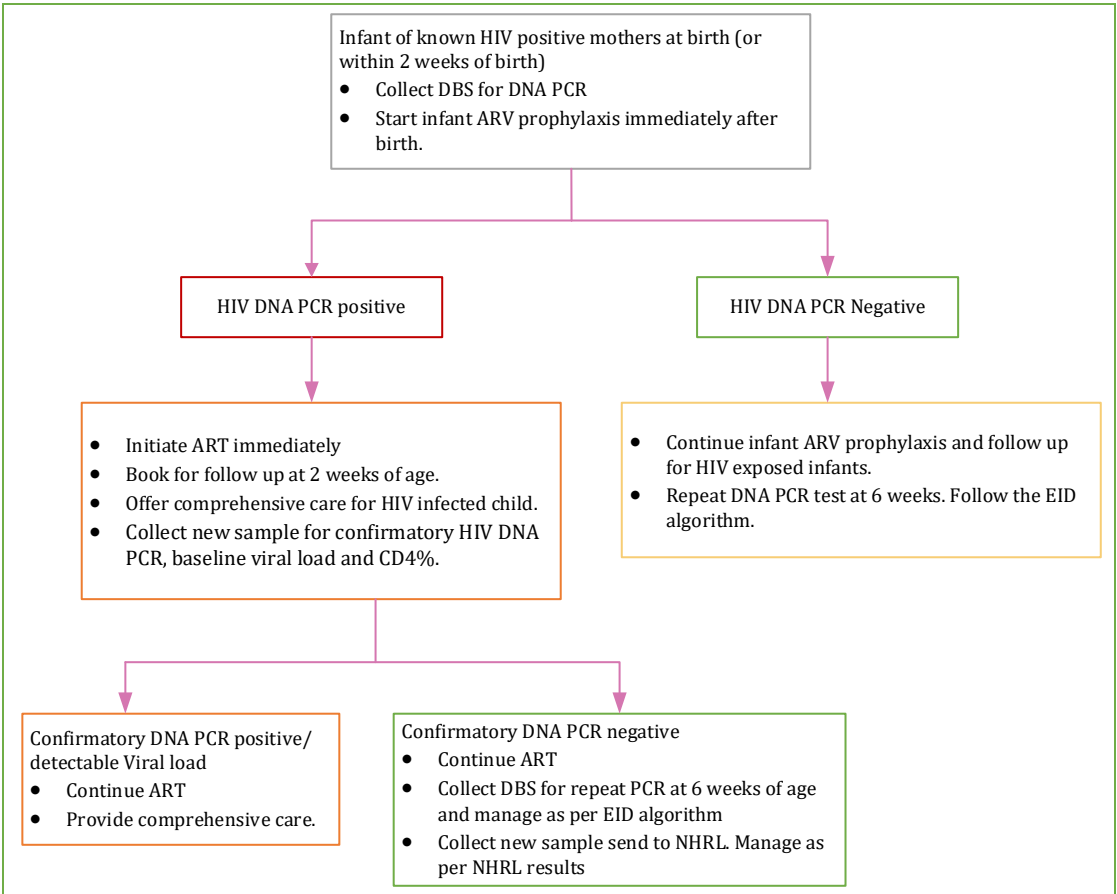 Infant of known HIV positive mothers at birth (or
within 2 weeks of birth)
● Collect DBS for DNA PCR
● Start infant ARV prophylaxis immediately after
birth.
HIV DNA PCR positive
HIV DNA PCR Negative
● Initiate ART immediately
● Book for follow up at 2 weeks of age.
● Offer comprehensive care for HIV infected child.
● Collect new sample for confirmatory HIV DNA
PCR, baseline viral load and CD4%.
● Continue infant ARV prophylaxis and follow up
for HIV exposed infants.
● Repeat DNA PCR test at 6 weeks. Follow the EID
algorithm.
Confirmatory DNA PCR positive/
detectable Viral load
● Continue ART
● Provide comprehensive care.
Confirmatory DNA PCR negative
● Continue ART
● Collect DBS for repeat PCR at 6 weeks of age
and manage as per EID algorithm
● Collect new sample send to NHRL. Manage as
per NHRL results